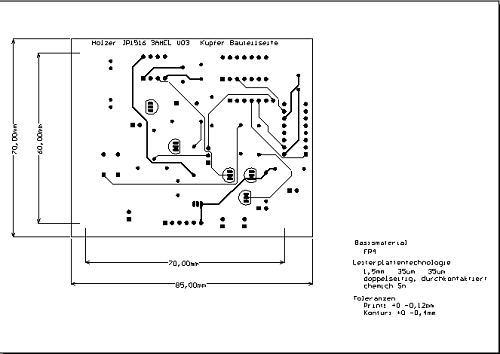 Holzer JP1516 3AHEL V03 Kupfer Bauteilseite
70,00mm
60,00mm
70,00mm
85,00mm
Basismaterial
FR4
Leiterplattentechnologie
1,5mm 35um 35um
doppelseitig, durchkontaktiert
chemisch Sn
Toleranzen
Print: +0 -0,12mm
Kontur: +0 -0,4mm